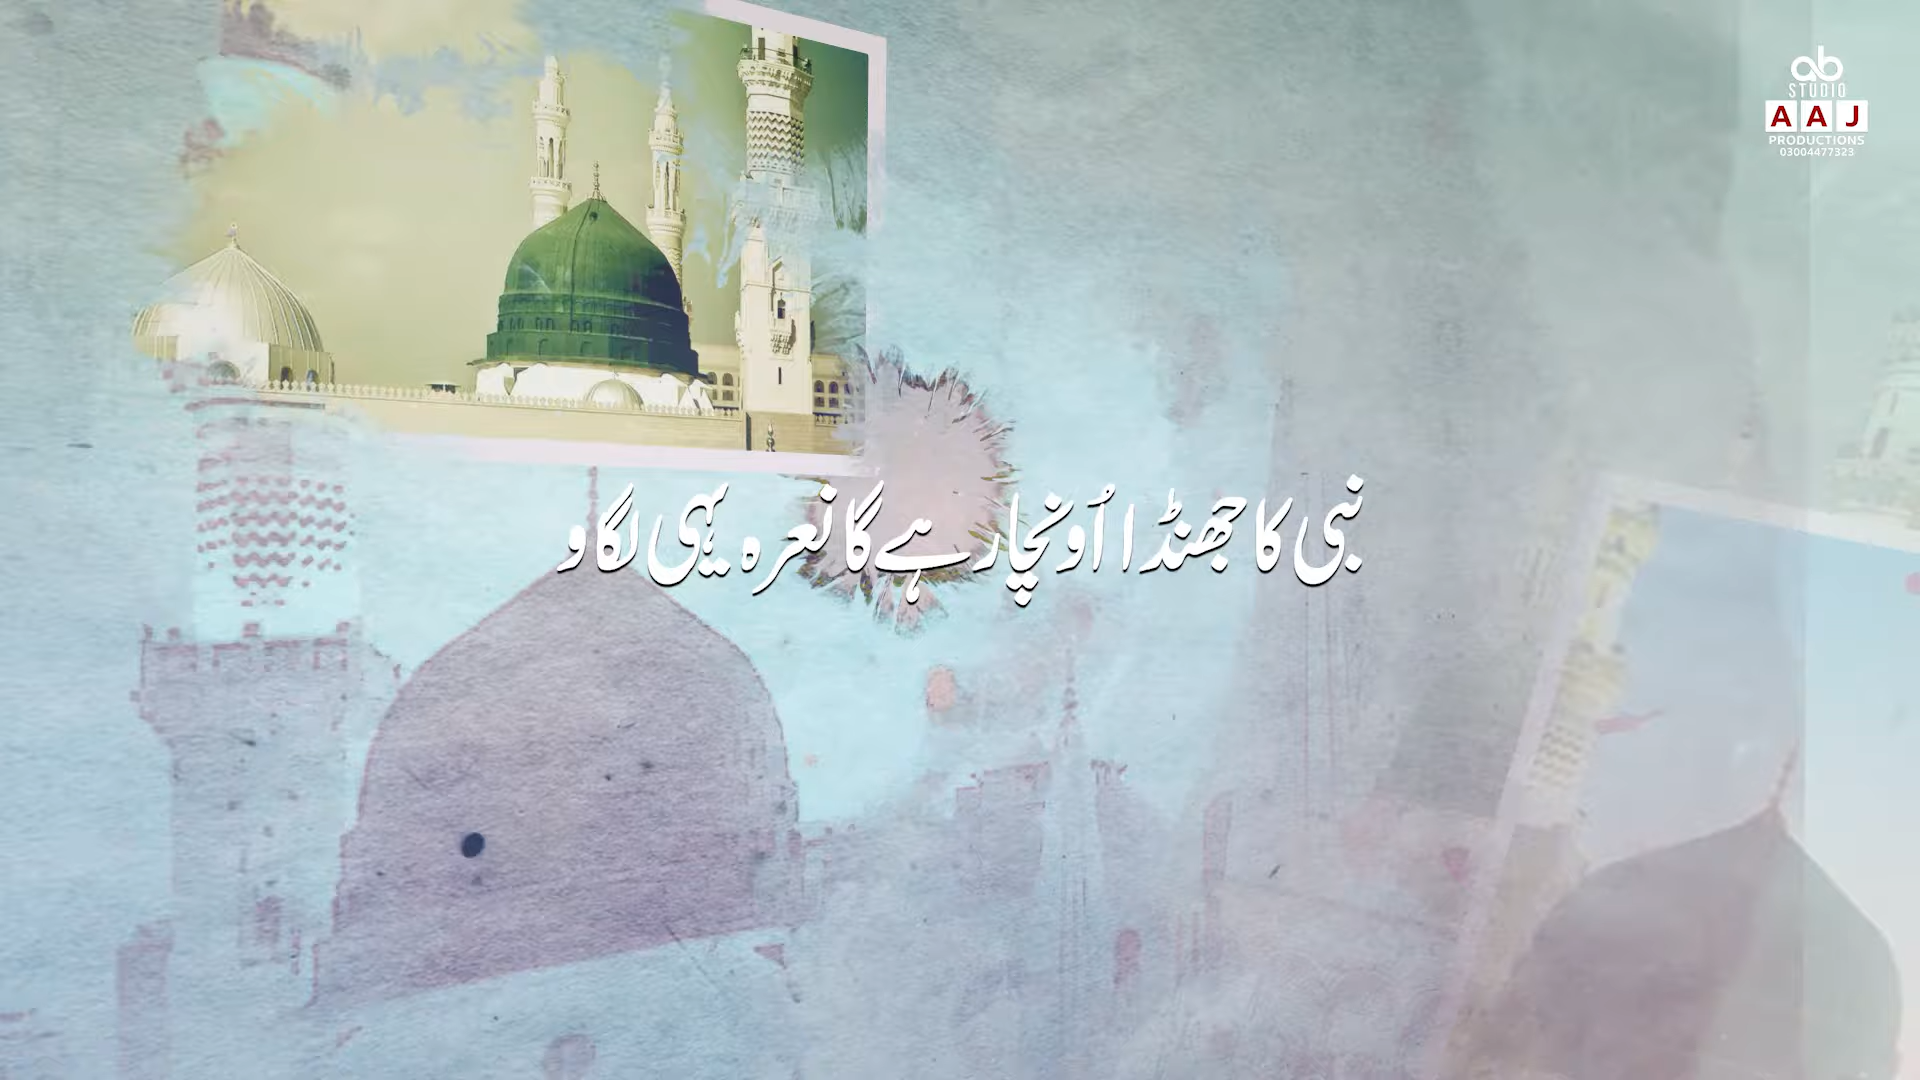 ab
STUDIO
AAJ
PRODUCTIONS
03004477323
نبی کا جھنڈا اُونچا رہے گا نعرہ یہی لگاو